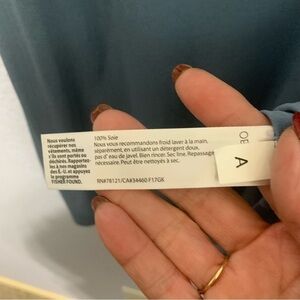 Nous voulons
récupérer nos
vêtements, même
s'ils sont portés ou
déchirés. Rapportez-
les à nos magasins
des É.-U. et appuyez
le programme
FISHER FOUND.
100% Soie
Nous vous recommandons froid laver à la main,
séparément, en utilisant un détergent doux,
pas d' eau de javel. Bien rincer. Sec line. Repassage
nécessaire. Peut être nettoyés à sec.
RN#78121/CA#34460 F17GK
A